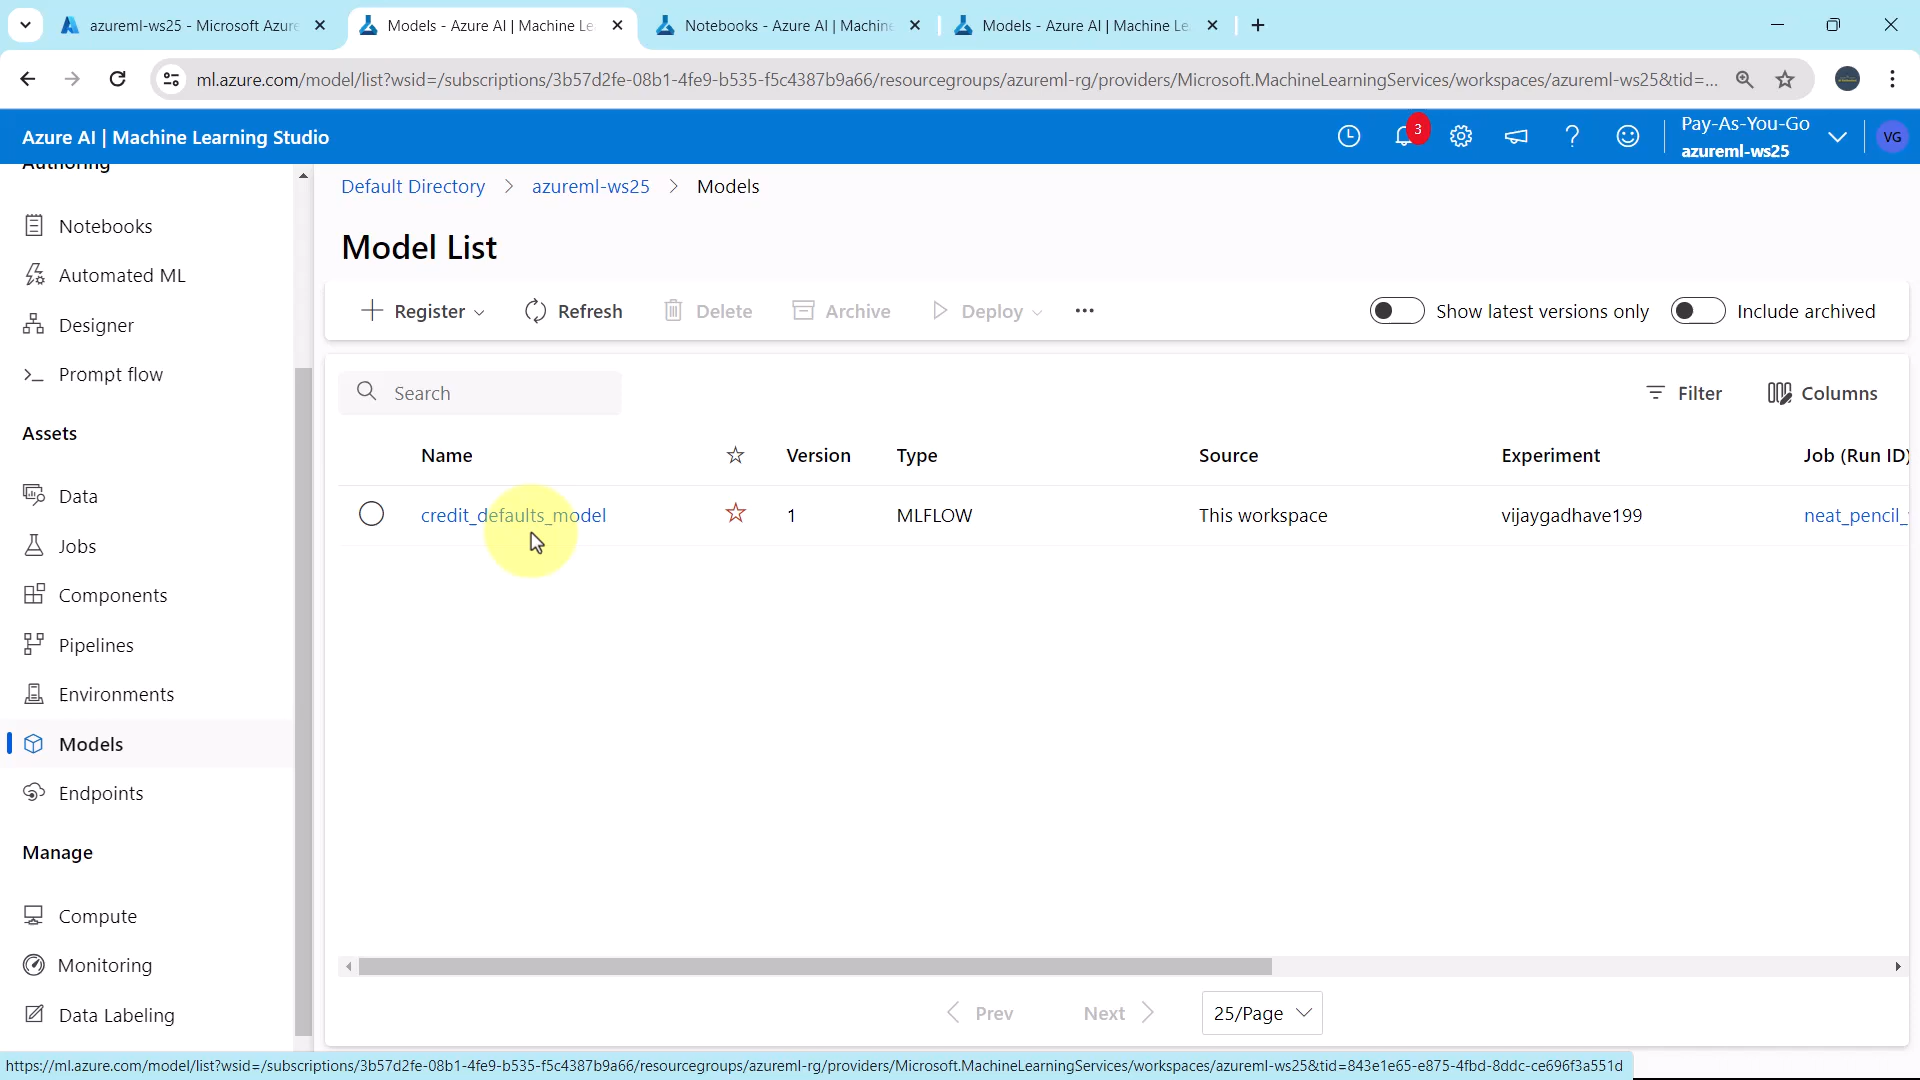 azureml-ws25 - Microsoft Azure
Models - Azure AI | Machine Le
Notebooks - Azure AI | Machine
Models - Azure AI | Machine Le
ml.azure.com/model/list?wsid=/subscriptions/3b57d2fe-08b1-4fe9-b535-f5c4387b9a66/resourcegroups/azureml-rg/providers/Microsoft.MachineLearningServices/workspaces/azureml-ws25&tid=...
Azure AI | Machine Learning Studio
3
Pay-As-You-Go
azureml-ws25
VG
Authoring
Notebooks
Automated ML
Designer
Prompt flow
Assets
Data
Jobs
Components
Pipelines
Environments
Models
Endpoints
Manage
Compute
Monitoring
Data Labeling
Default Directory > azureml-ws25 > Models
Model List
Register Refresh Delete Archive Deploy ... Show latest versions only Include archived
Search Filter Columns
Name Version Type Source Experiment Job (Run ID)
credit_defaults_model 1 MLFLOW This workspace vijaygadhave199 neat_pencil_
Prev Next 25/Page
https://ml.azure.com/model/list?wsid=/subscriptions/3b57d2fe-08b1-4fe9-b535-f5c4387b9a66/resourcegroups/azureml-rg/providers/Microsoft.MachineLearningServices/workspaces/azureml-ws25&tid=843e1e65-e875-4fbd-8ddc-ce696f3a551d